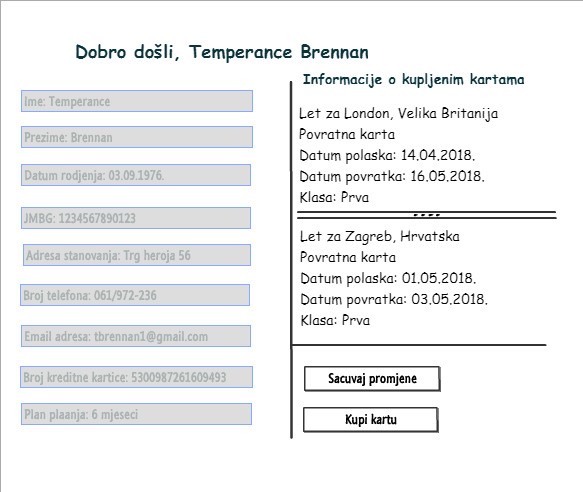 Dobro došli, Temperance Brennan
Ime: Temperance
Prezime: Brennan
Datum rodjenja: 03.09.1976.
JMBG: 1234567890123
Adresa stanovanja: Trg heroja 56
Broj telefona: 061/972-236
Email adresa: tbrennan1@gmail.com
Broj kreditne kartice: 5300987261609493
Plan plaanja: 6 mjeseci
Informacije o kupljenim kartama
Let za London, Velika Britanija
Povratna karta
Datum polaska: 14.04.2018.
Datum povratka: 16.05.2018.
Klasa: Prva
Let za Zagreb, Hrvatska
Povratna karta
Datum polaska: 01.05.2018.
Datum povratka: 03.05.2018.
Klasa: Prva
Sacuvaj promjene
Kupi kartu